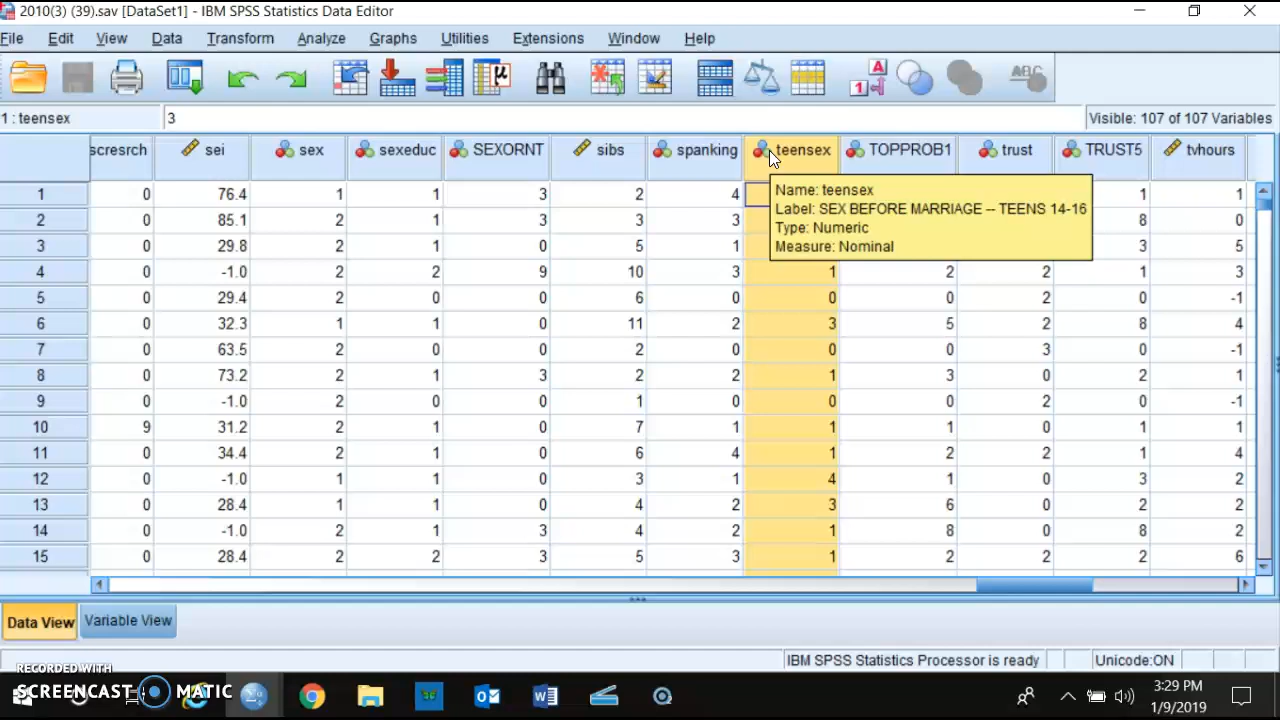 2010(3) (39).sav [DataSet1] - IBM SPSS Statistics Data Editor
File Edit View Data Transform Analyze Graphs Utilities Extensions Window Help
1 : teensex 3 Visible: 107 of 107 Variables
scresrch sei sex sexeduc SEXORNT sibs spanking teensex TOPPROB1 trust TRUST5 tvhours
1 0 76.4 1 1 3 2 4 1 1
2 0 85.1 2 1 3 3 3 8 0
3 0 29.8 2 1 0 5 1 3 5
4 0 -1.0 2 2 9 10 3 1 2 2 1 3
5 0 29.4 2 0 0 6 0 0 0 2 0 -1
6 0 32.3 1 1 0 11 2 3 5 2 8 4
7 0 63.5 2 0 0 2 0 0 0 3 0 -1
8 0 73.2 2 1 3 2 2 1 3 0 2 1
9 0 -1.0 2 0 0 1 0 0 0 2 0 -1
10 9 31.2 2 1 0 7 1 1 1 0 1 1
11 0 34.4 2 1 0 6 4 1 2 2 1 4
12 0 -1.0 1 1 0 3 1 4 1 0 3 2
13 0 28.4 1 1 0 4 2 3 6 0 2 2
14 0 -1.0 2 1 3 4 2 1 8 0 8 2
15 0 28.4 2 2 3 5 3 1 2 2 2 6
Name: teensex
Label: SEX BEFORE MARRIAGE -- TEENS 14-16
Type: Numeric
Measure: Nominal
Data View Variable View
IBM SPSS Statistics Processor is ready Unicode:ON
RECORDED WITH
SCREENCAST MATIC
3:29 PM
1/9/2019